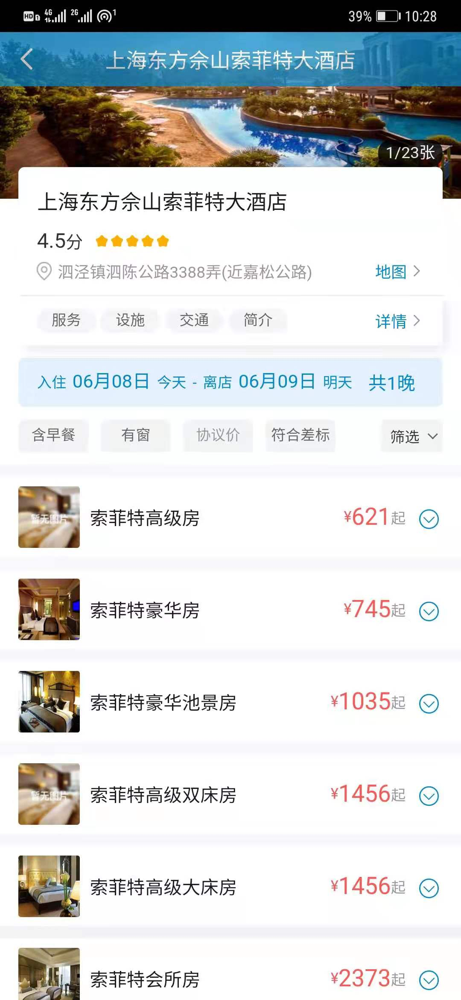 HD 1 4G 2G 1 39% 10:28
上海东方佘山索菲特大酒店
1/23张
上海东方佘山索菲特大酒店
4.5分
泗泾镇泗陈公路3388弄(近嘉松公路) 地图
服务 设施 交通 简介 详情
入住 06月08日 今天 - 离店 06月09日 明天 共1晚
含早餐 有窗 协议价 符合差标 筛选
暂无图片
索菲特高级房 ¥621起
索菲特豪华房 ¥745起
索菲特豪华池景房 ¥1035起
暂无图片
索菲特高级双床房 ¥1456起
索菲特高级大床房 ¥1456起
索菲特会所房 ¥2373起